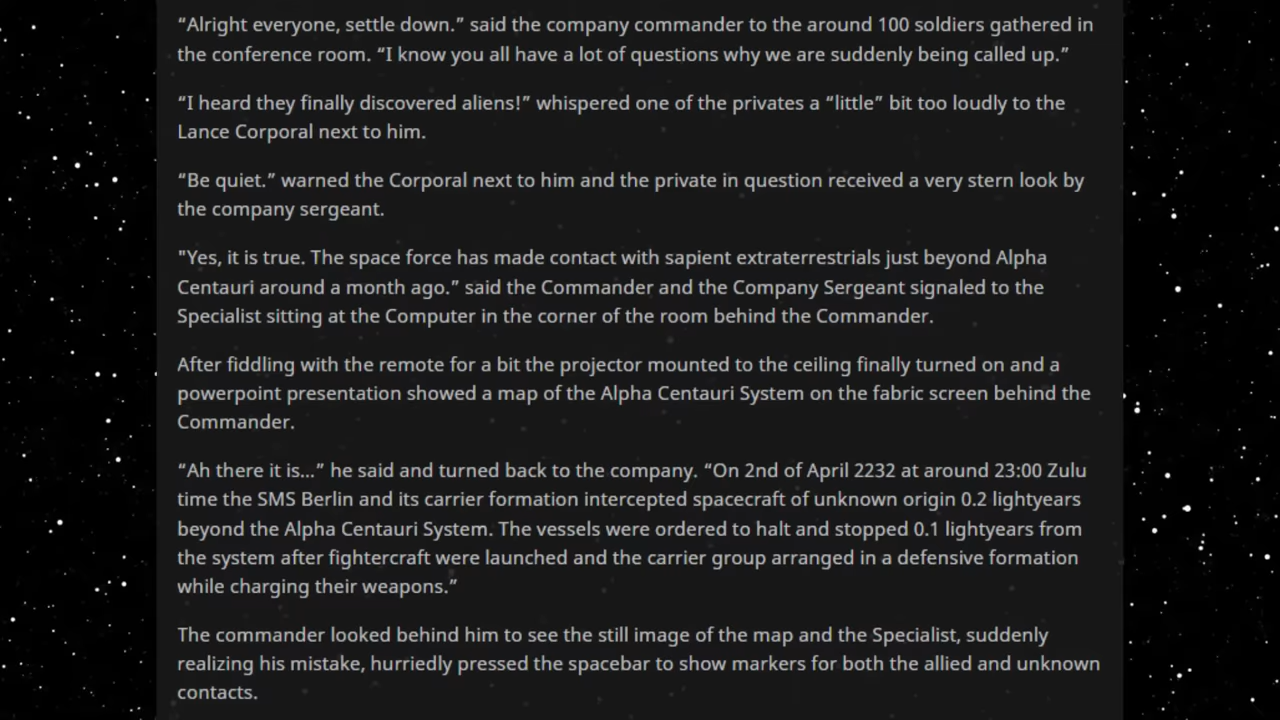 “Alright everyone, settle down.” said the company commander to the around 100 soldiers gathered in
the conference room. “I know you all have a lot of questions why we are suddenly being called up.”
“I heard they finally discovered aliens!” whispered one of the privates a “little” bit too loudly to the
Lance Corporal next to him.
“Be quiet.” warned the Corporal next to him and the private in question received a very stern look by
the company sergeant.
"Yes, it is true. The space force has made contact with sapient extraterrestrials just beyond Alpha
Centauri around a month ago.” said the Commander and the Company Sergeant signaled to the
Specialist sitting at the Computer in the corner of the room behind the Commander.
After fiddling with the remote for a bit the projector mounted to the ceiling finally turned on and a
powerpoint presentation showed a map of the Alpha Centauri System on the fabric screen behind the
Commander.
“Ah there it is...” he said and turned back to the company. “On 2nd of April 2232 at around 23:00 Zulu
time the SMS Berlin and its carrier formation intercepted spacecraft of unknown origin 0.2 lightyears
beyond the Alpha Centauri System. The vessels were ordered to halt and stopped 0.1 lightyears from
the system after fightercraft were launched and the carrier group arranged in a defensive formation
while charging their weapons.”
The commander looked behind him to see the still image of the map and the Specialist, suddenly
realizing his mistake, hurriedly pressed the spacebar to show markers for both the allied and unknown
contacts.